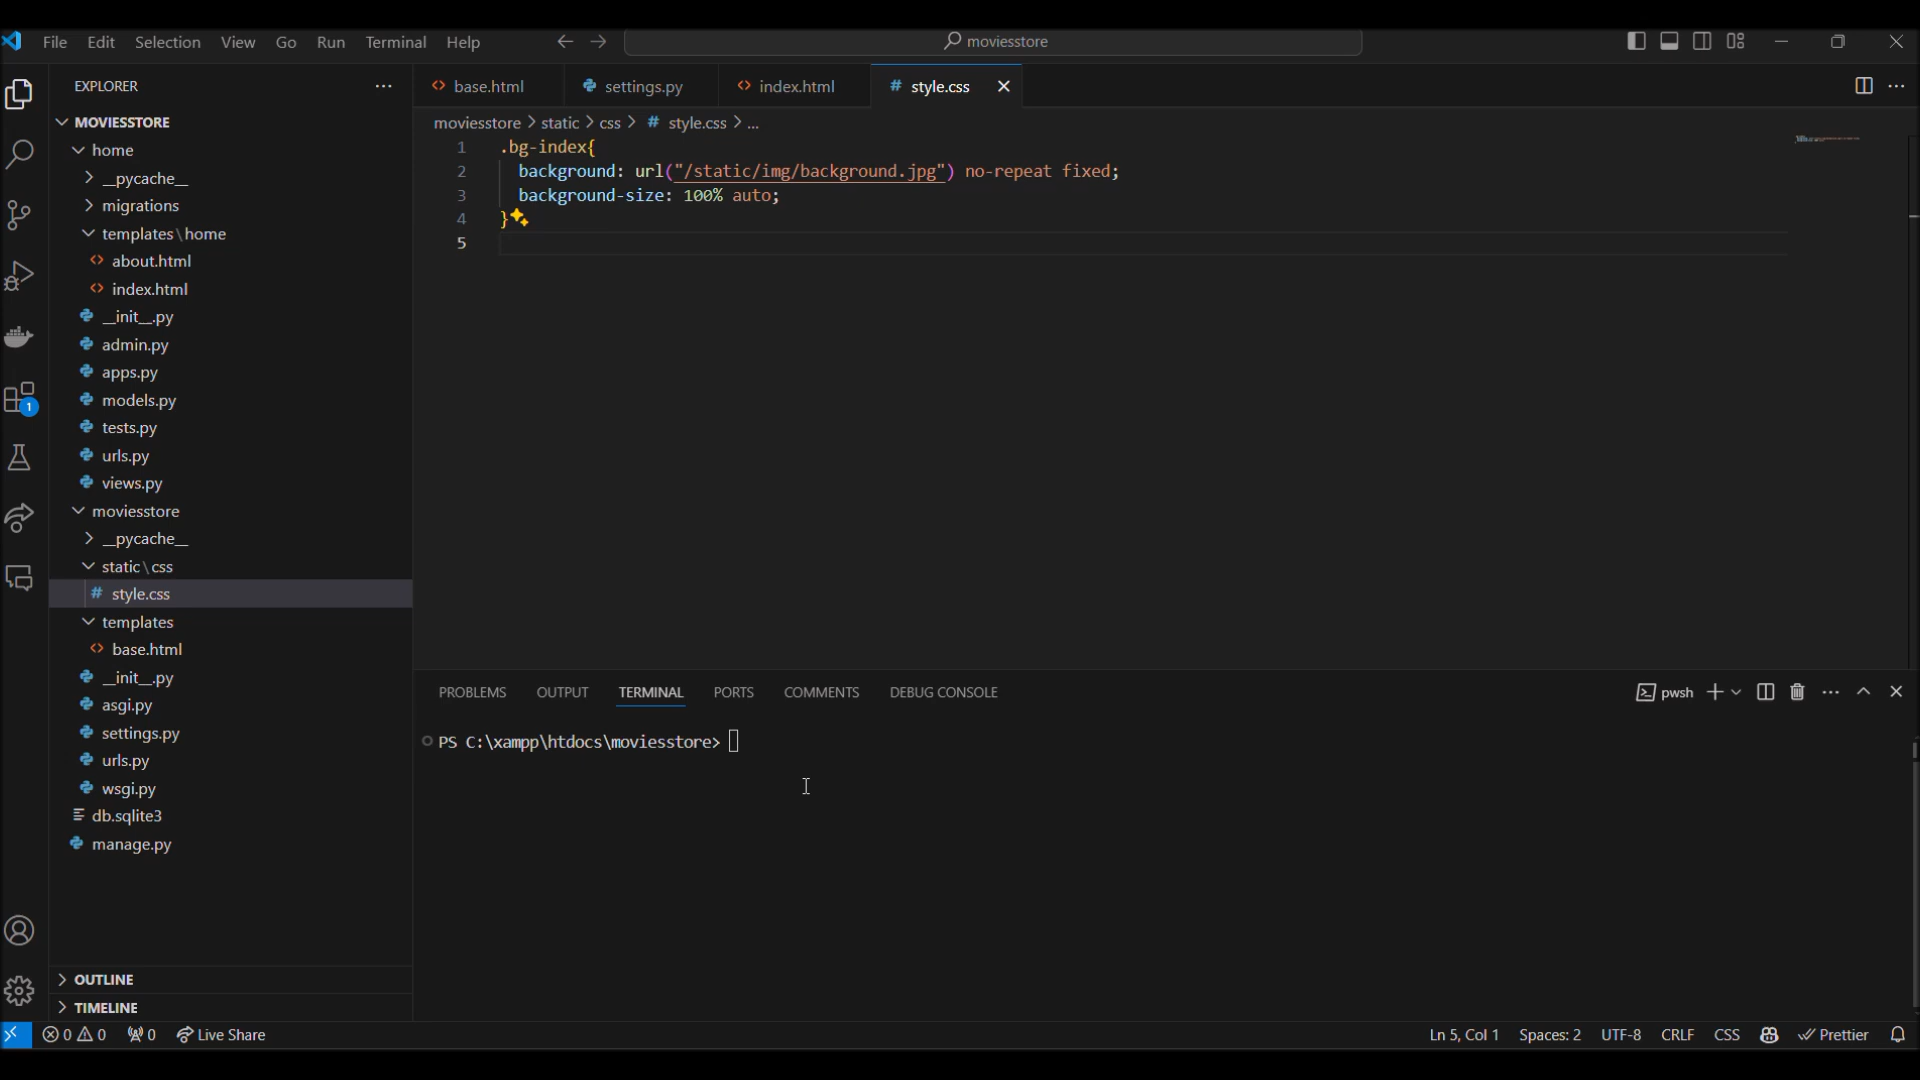 File Edit Selection View Go Run Terminal Help
moviesstore
EXPLORER
base.html
settings.py
index.html
# style.css
MOVIESSTORE
home
__pycache__
migrations
templates\home
about.html
index.html
__init__.py
admin.py
apps.py
models.py
tests.py
urls.py
views.py
moviesstore
__pycache__
static\css
# style.css
templates
base.html
__init__.py
asgi.py
settings.py
urls.py
wsgi.py
db.sqlite3
manage.py
OUTLINE
TIMELINE
1
moviesstore > static > css > # style.css > ...
1 .bg-index{
2 background: url("/static/img/background.jpg") no-repeat fixed;
3 background-size: 100% auto;
4 }
5
PROBLEMS OUTPUT TERMINAL PORTS COMMENTS DEBUG CONSOLE
pwsh
PS C:\xampp\htdocs\moviesstore>
0 0 0 Live Share
Ln 5, Col 1 Spaces: 2 UTF-8 CRLF CSS Prettier